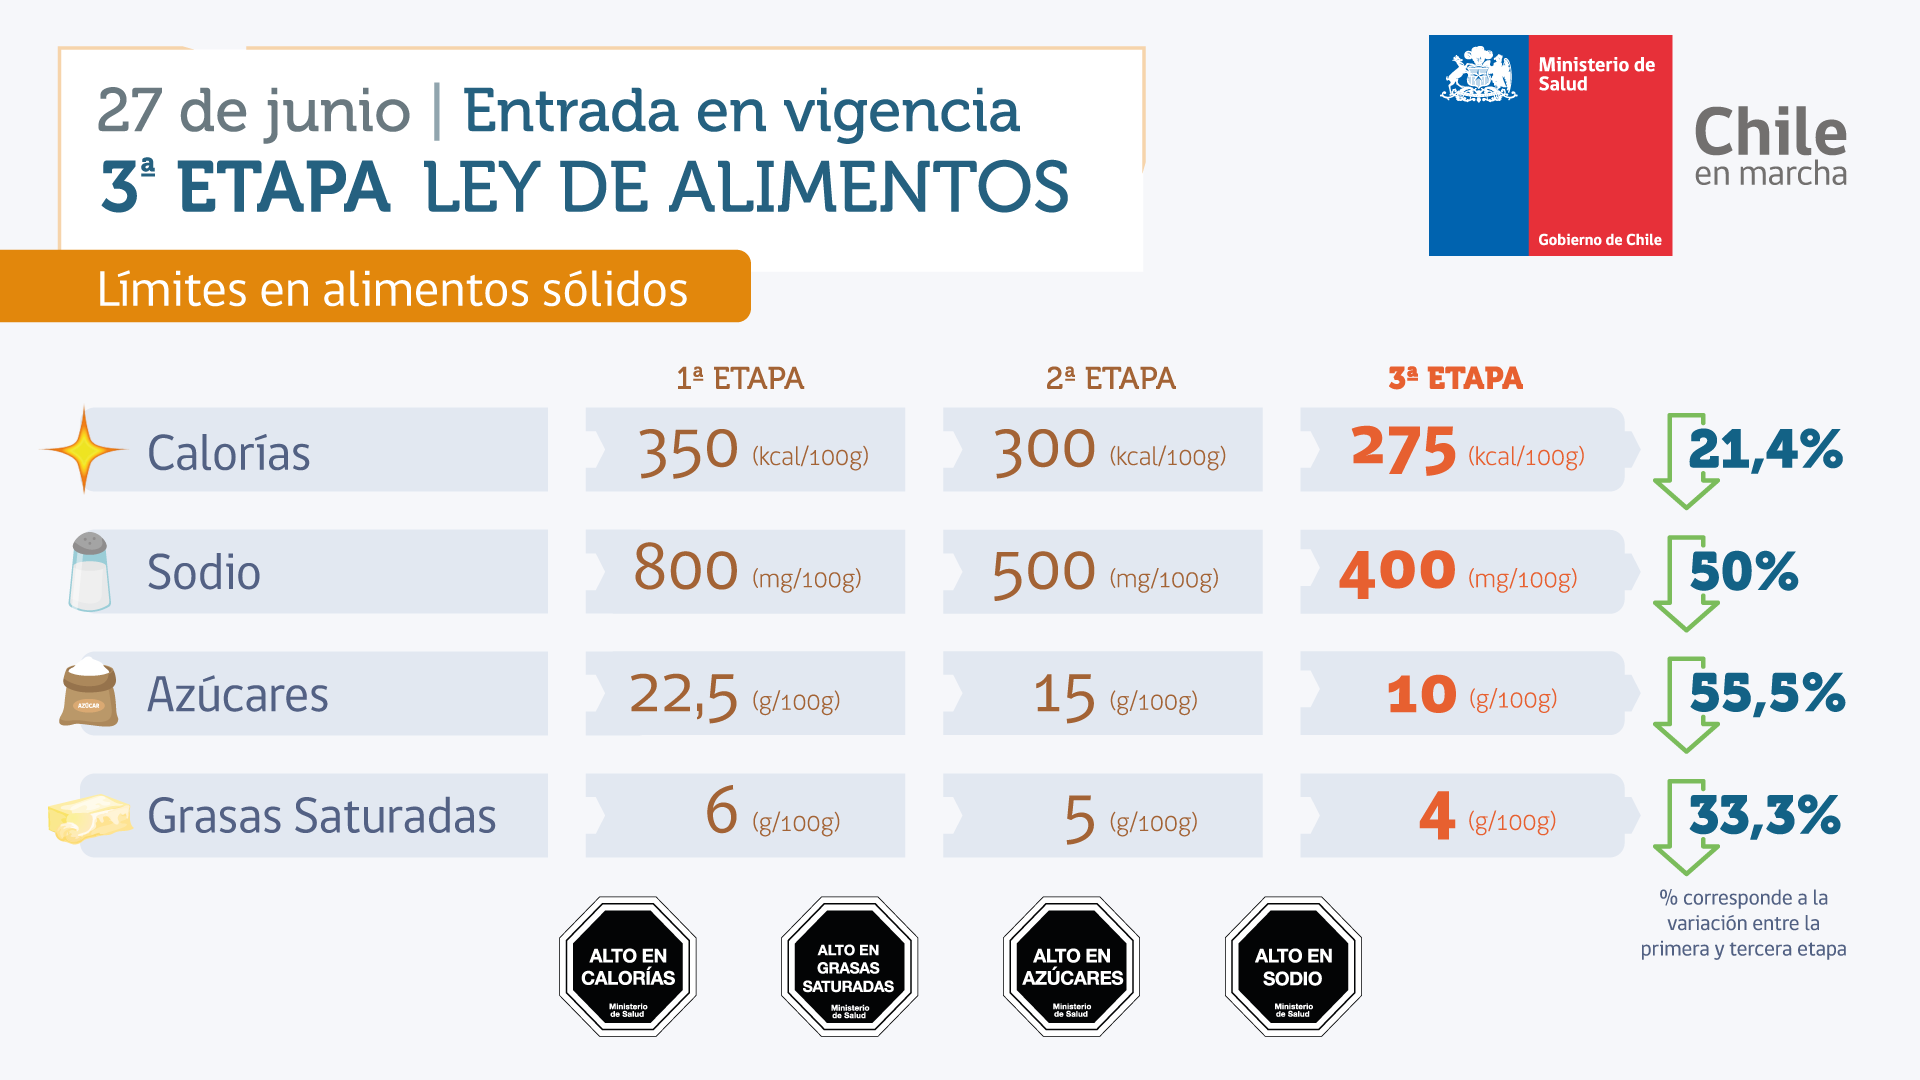 27 de junio | Entrada en vigencia
3ª ETAPA LEY DE ALIMENTOS
Límites en alimentos sólidos
Ministerio de
Salud
Gobierno de Chile
Chile
en marcha
1ª ETAPA 2ª ETAPA 3ª ETAPA
Calorías 350 (kcal/100g) 300 (kcal/100g) 275 (kcal/100g) 21,4%
Sodio 800 (mg/100g) 500 (mg/100g) 400 (mg/100g) 50%
AZÚCAR
Azúcares 22,5 (g/100g) 15 (g/100g) 10 (g/100g) 55,5%
Grasas Saturadas 6 (g/100g) 5 (g/100g) 4 (g/100g) 33,3%
% corresponde a la
variación entre la
primera y tercera etapa
ALTO EN
CALORÍAS
Ministerio
de Salud
ALTO EN
GRASAS
SATURADAS
Ministerio
de Salud
ALTO EN
AZÚCARES
Ministerio
de Salud
ALTO EN
SODIO
Ministerio
de Salud